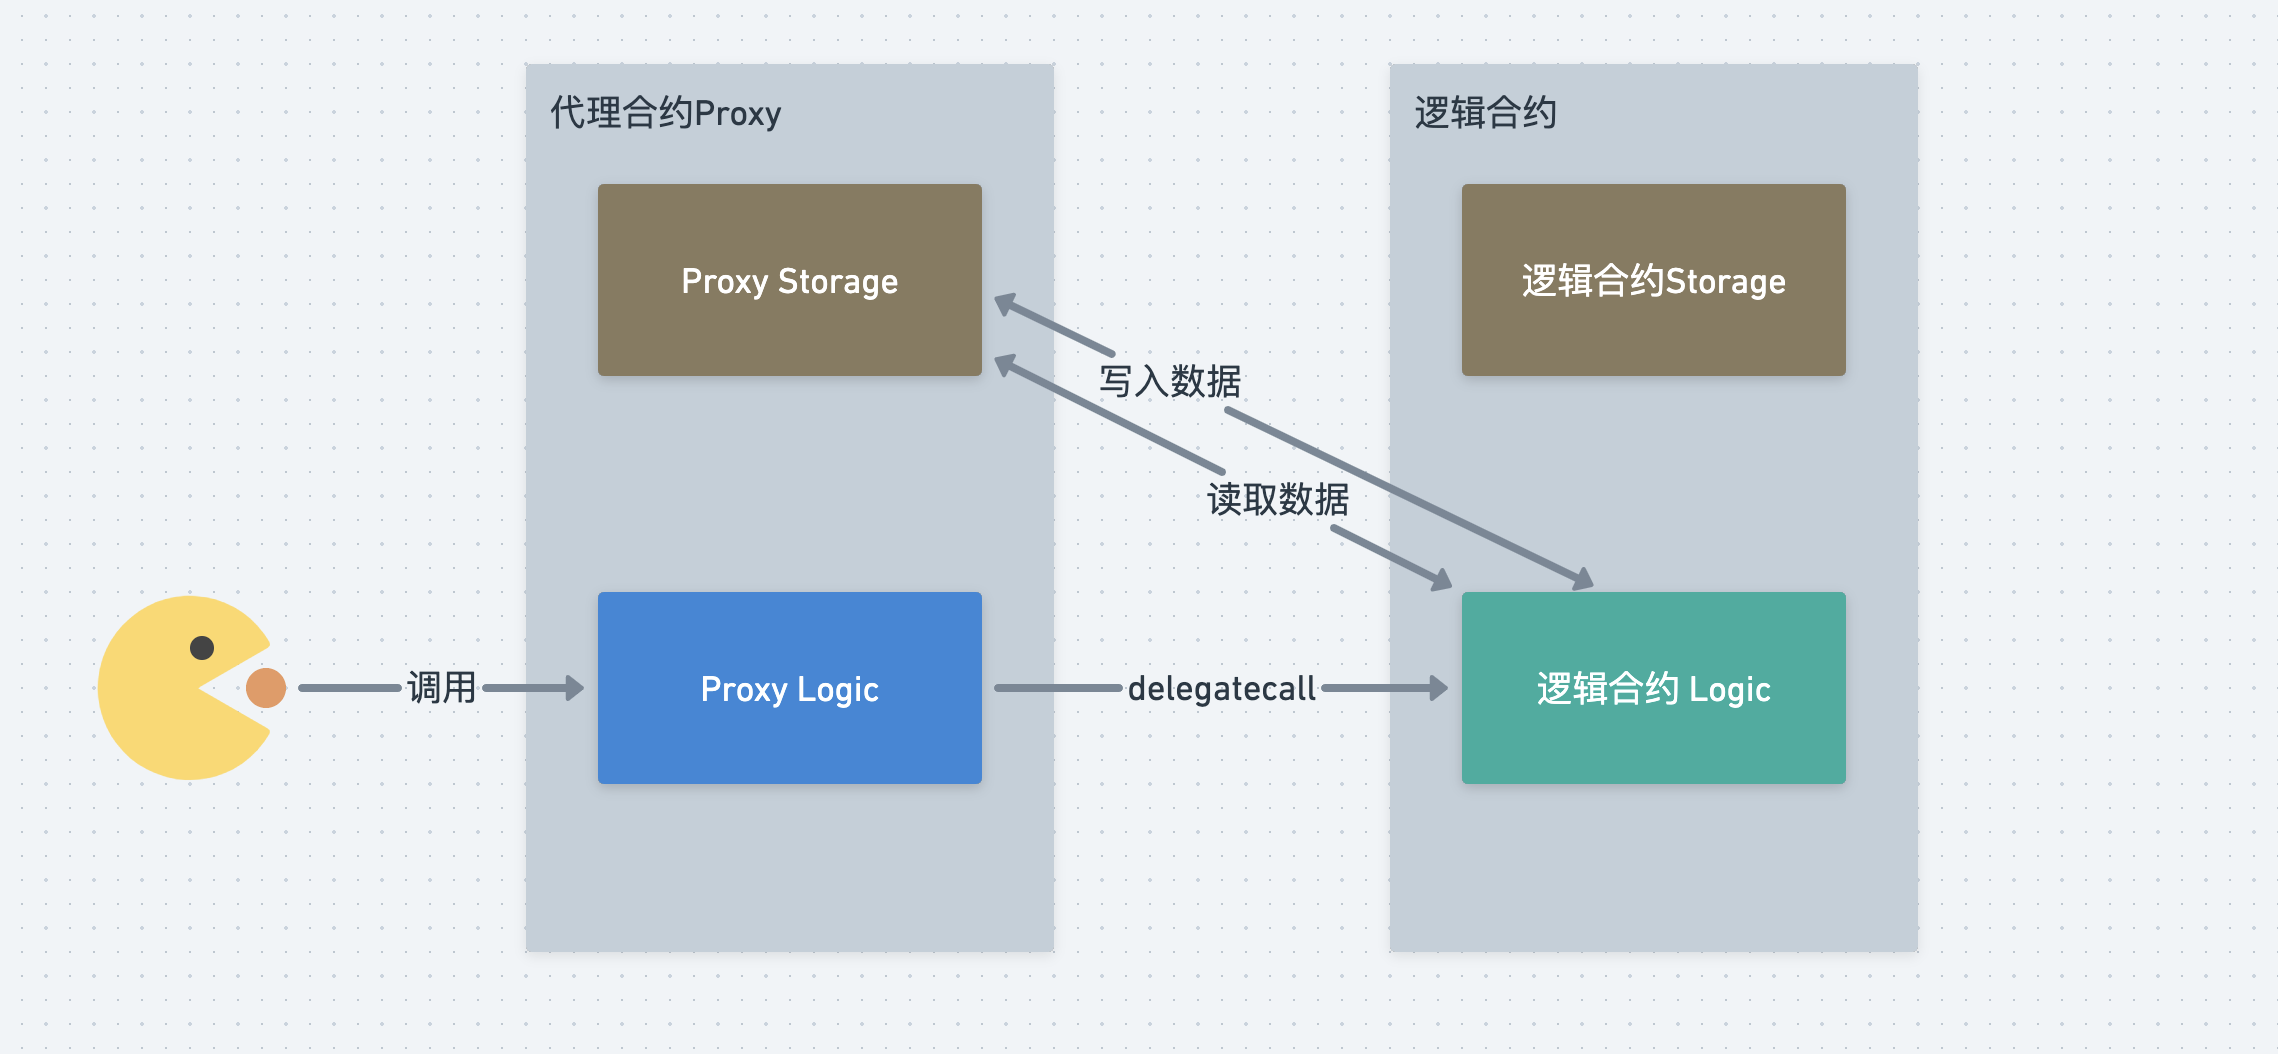 代理合约Proxy
逻辑合约
Proxy Storage
逻辑合约Storage
写入数据
读取数据
调用
Proxy Logic
delegatecall
逻辑合约 Logic